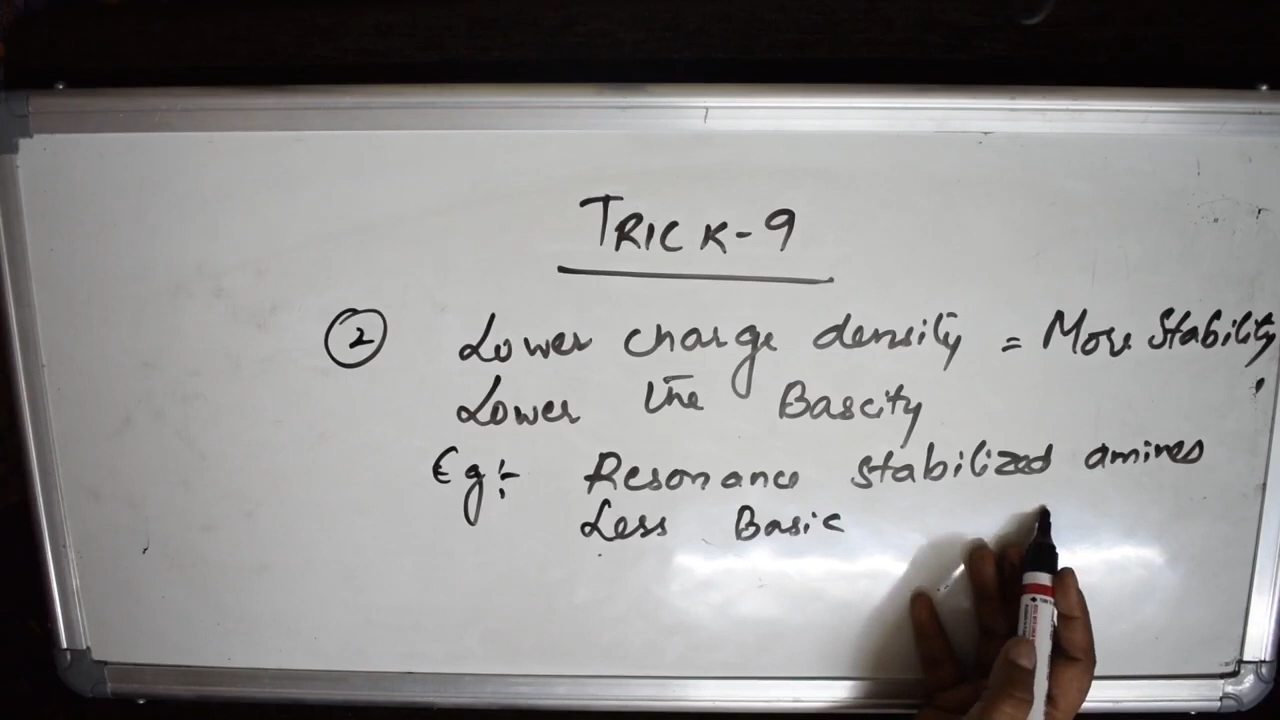 TRICK-9
② Lower charge density = More Stability
Lower the Bascity
Eg:- Resonance stabilized amines
Less Basic